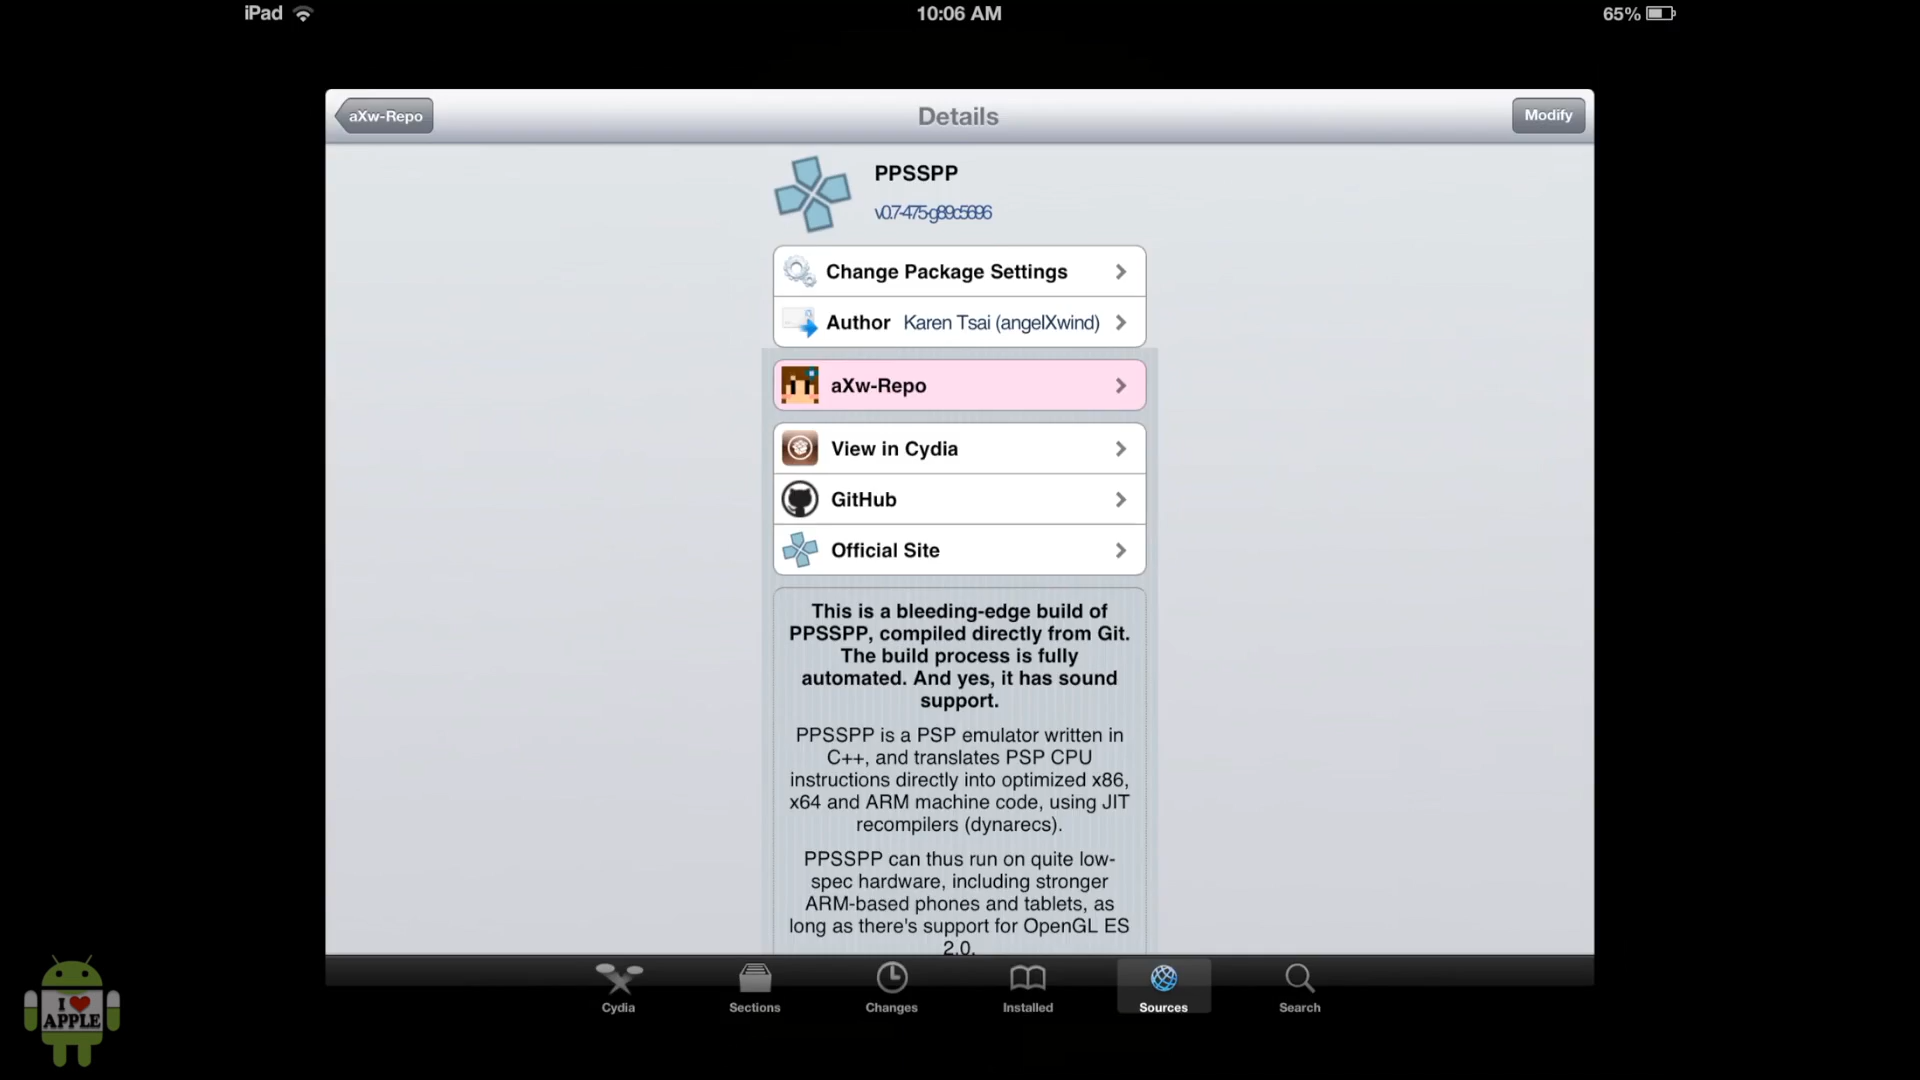 iPad 10:06 AM 65%
aXw-Repo Details Modify
PPSSPP
v0.7-475-g89c5696
Change Package Settings
Author Karen Tsai (angelXwind)
aXw-Repo
View in Cydia
GitHub
Official Site
This is a bleeding-edge build of
PPSSPP, compiled directly from Git.
The build process is fully
automated. And yes, it has sound
support.
PPSSPP is a PSP emulator written in
C++, and translates PSP CPU
instructions directly into optimized x86,
x64 and ARM machine code, using JIT
recompilers (dynarecs).
PPSSPP can thus run on quite low-
spec hardware, including stronger
ARM-based phones and tablets, as
long as there's support for OpenGL ES
2.0.
Cydia Sections Changes Installed Sources Search
I
APPLE